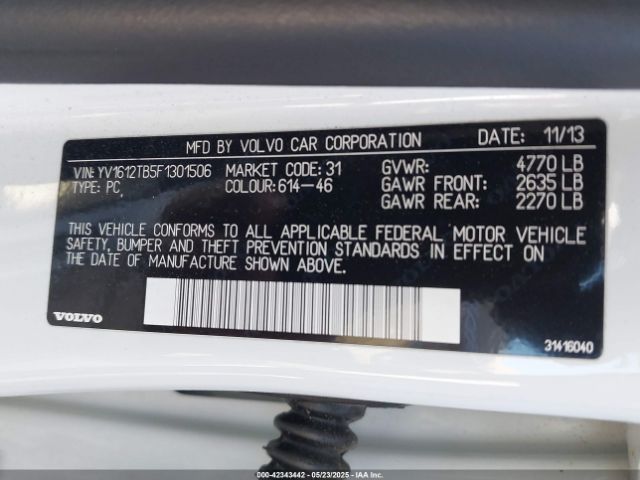 MFD BY VOLVO CAR CORPORATION DATE: 11/13
VIN: YV1612TB5F1301506 MARKET CODE: 31 GVWR: 4770 LB
TYPE: PC, COLOUR: 614-46 GAWR FRONT: 2635 LB
GAWR REAR: 2270 LB
THIS VEHICLE CONFORMS TO ALL APPLICABLE FEDERAL MOTOR VEHICLE
SAFETY, BUMPER AND THEFT PREVENTION STANDARDS IN EFFECT ON
THE DATE OF MANUFACTURE SHOWN ABOVE.
VOLVO
31416040
000-42343442 05/23/2025 IAAI.COM